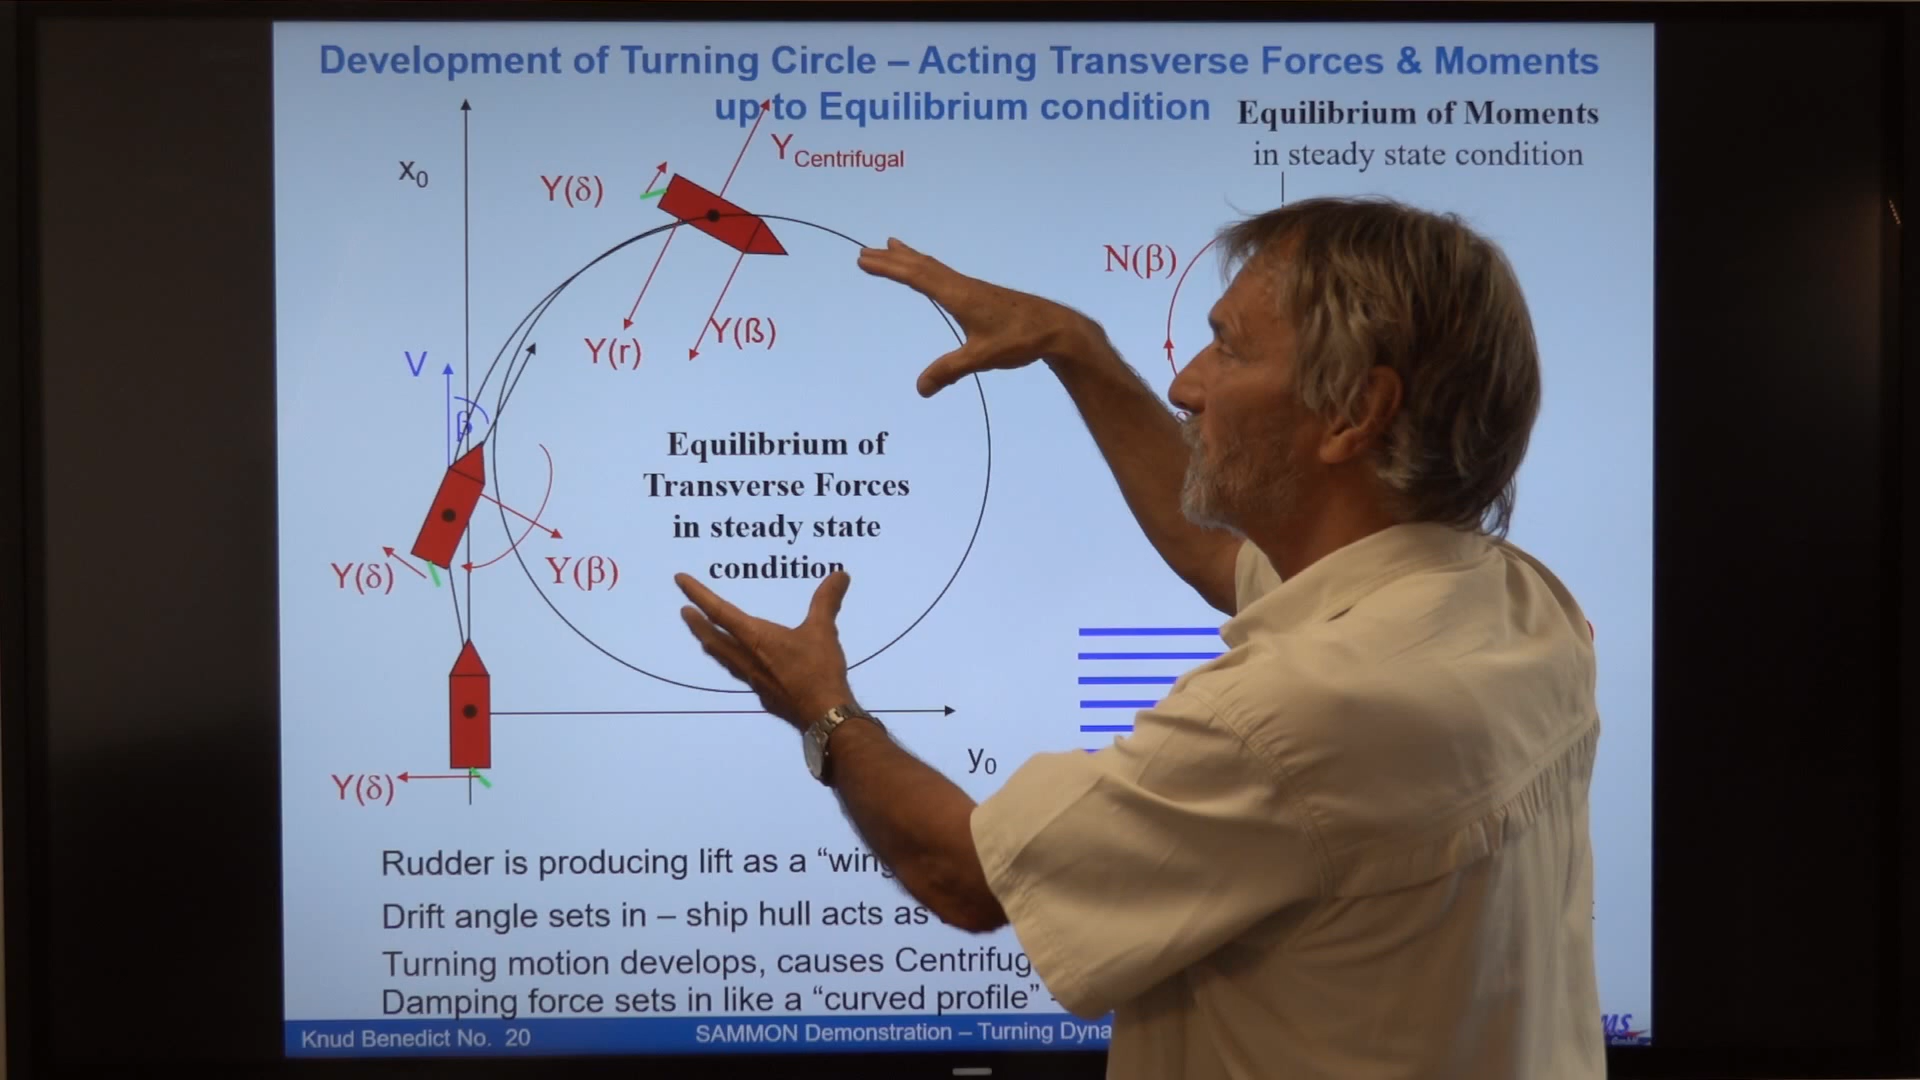 Development of Turning Circle – Acting Transverse Forces & Moments
up to Equilibrium condition
Equilibrium of Moments
in steady state condition
Y Centrifugal
x0
Y(δ)
N(β)
Y(r)
Y(ß)
V
β
Equilibrium of
Transverse Forces
in steady state
condition
Y(δ)
Y(β)
y0
Y(δ)
Rudder is producing lift as a “wing
Drift angle sets in – ship hull acts as
Turning motion develops, causes Centrifug
Damping force sets in like a “curved profile”
Knud Benedict No. 20
SAMMON Demonstration – Turning Dyna